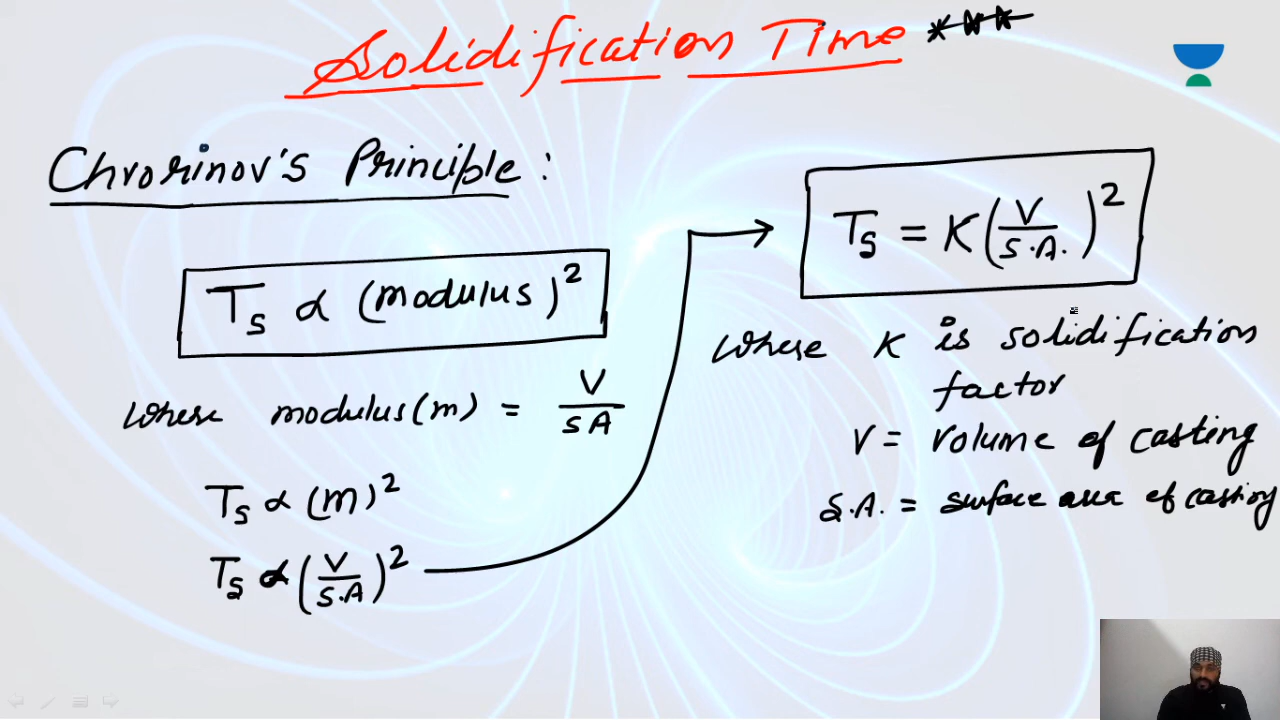 Solidification Time ***
Chvorinov's Principle :
Ts ∝ (modulus)²
where modulus(m) = V/SA
Ts ∝ (m)²
Ts ∝ (V/S.A)²
Ts = K(V/S.A.)²
where K is solidification
factor
V = volume of casting
S.A. = surface area of casting